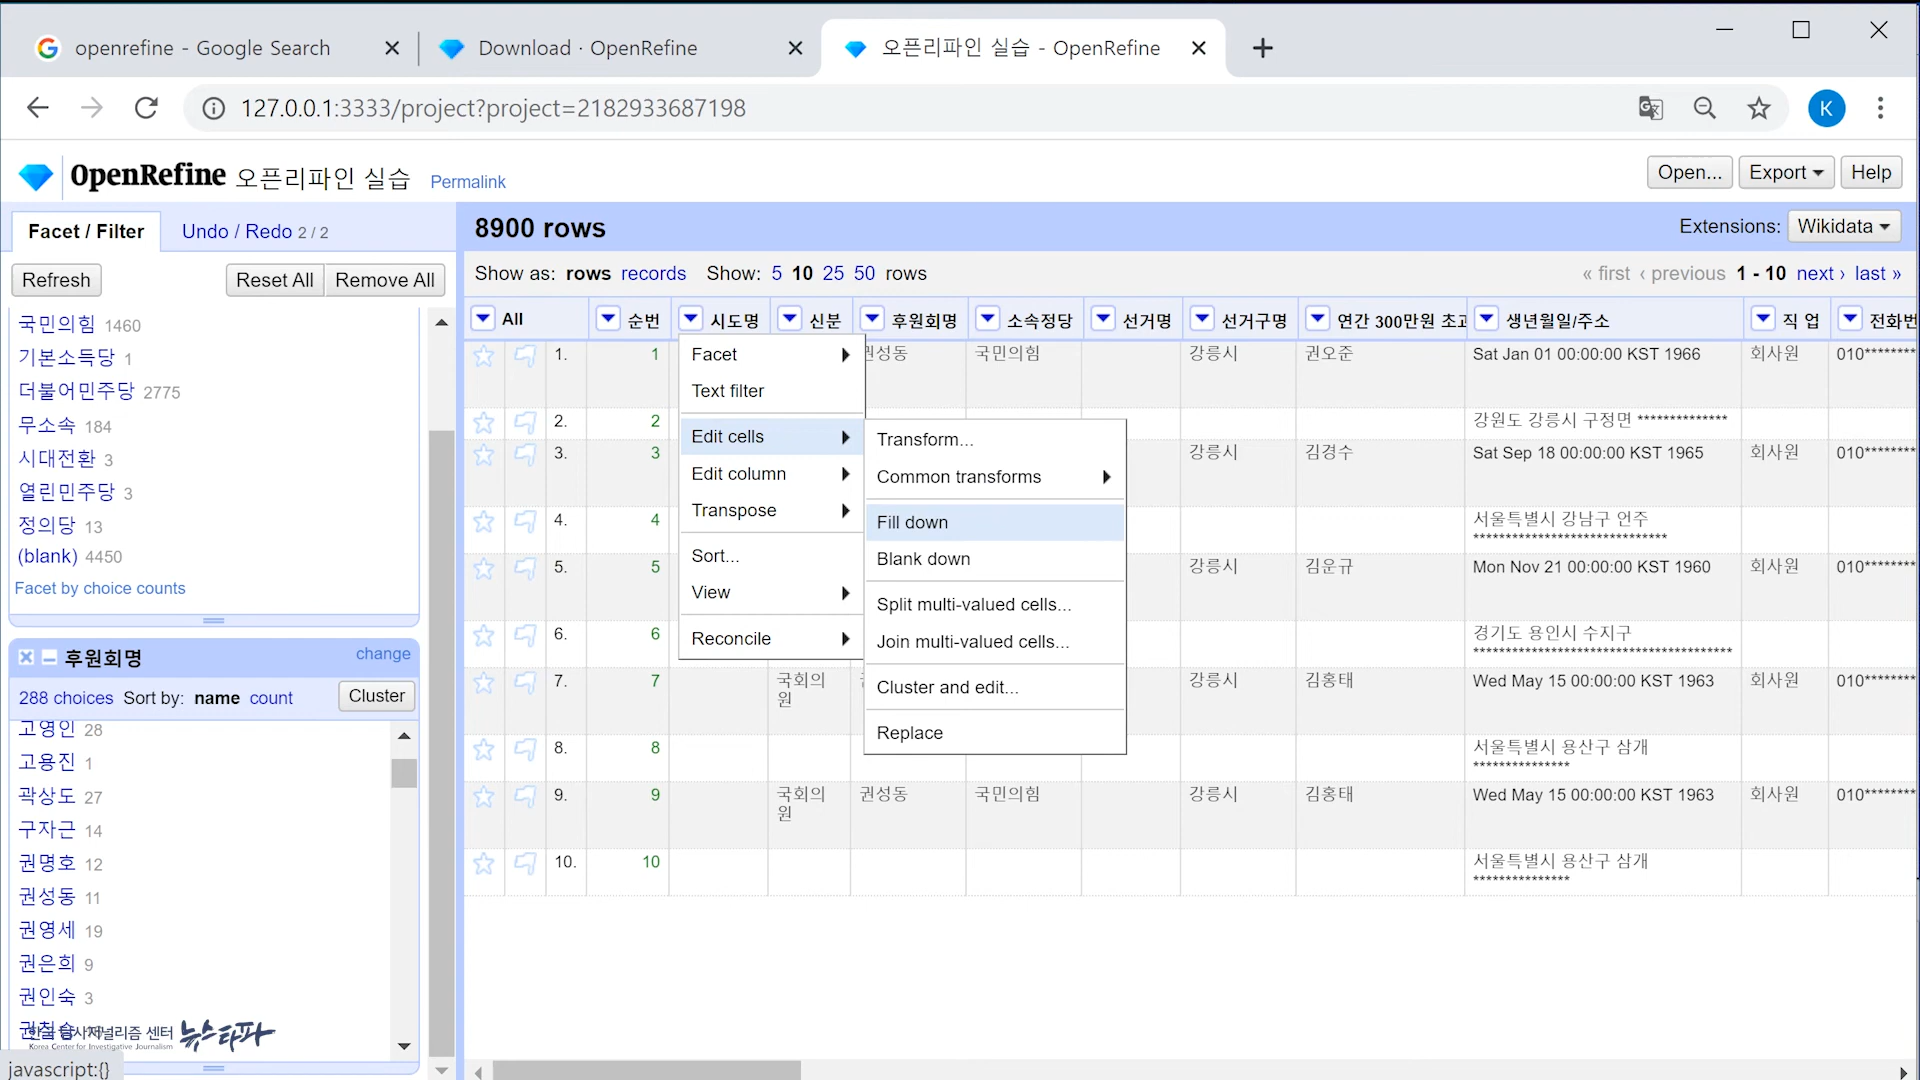 openrefine - Google Search
Download · OpenRefine
오픈리파인 실습 - OpenRefine
127.0.0.1:3333/project?project=2182933687198
K
OpenRefine 오픈리파인 실습 Permalink
Open... Export Help
Facet / Filter Undo / Redo 2 / 2
8900 rows
Extensions: Wikidata
Refresh Reset All Remove All
Show as: rows records Show: 5 10 25 50 rows
« first ‹ previous 1 - 10 next › last »
국민의힘 1460
기본소득당 1
더불어민주당 2775
무소속 184
시대전환 3
열린민주당 3
정의당 13
(blank) 4450
Facet by choice counts
후원회명 change
288 choices Sort by: name count Cluster
고영인 28
고용진 1
곽상도 27
구자근 14
권명호 12
권성동 11
권영세 19
권은희 9
권인숙 3
뉴스타파
Korea Center for Investigative Journalism
javascript:{}
All 순번 시도명 신분 후원회명 소속정당 선거명 선거구명 연간 300만원 초과 생년월일/주소 직 업 전화번
1. 1 권성동 국민의힘 강릉시 권오준 Sat Jan 01 00:00:00 KST 1966 회사원 010********
2. 2 강원도 강릉시 구정면 **************
3. 3 강릉시 김경수 Sat Sep 18 00:00:00 KST 1965 회사원 010********
4. 4 서울특별시 강남구 언주
******************************
5. 5 강릉시 김운규 Mon Nov 21 00:00:00 KST 1960 회사원 010********
6. 6 경기도 용인시 수지구
****************************************
7. 7 국회의원 강릉시 김홍태 Wed May 15 00:00:00 KST 1963 회사원 010********
8. 8 서울특별시 용산구 삼개
***************
9. 9 국회의원 권성동 국민의힘 강릉시 김홍태 Wed May 15 00:00:00 KST 1963 회사원 010********
10. 10 서울특별시 용산구 삼개
***************
Facet
Text filter
Edit cells
Edit column
Transpose
Sort...
View
Reconcile
Transform...
Common transforms
Fill down
Blank down
Split multi-valued cells...
Join multi-valued cells...
Cluster and edit...
Replace